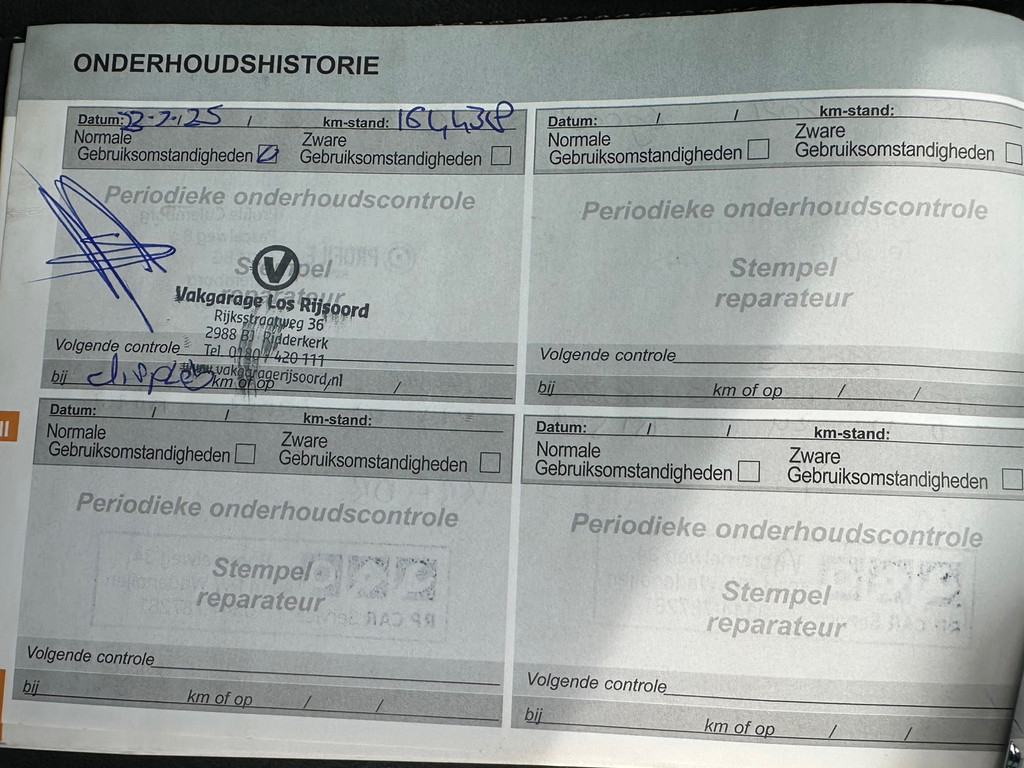 ONDERHOUDSHISTORIE
Datum: 22-7-'25 / km-stand: 164438
Normale Gebruiksomstandigheden
Zware Gebruiksomstandigheden
Periodieke onderhoudscontrole
Stempel
reparateur
V
Vakgarage Los Rijsoord
Rijksstraatweg 36
2988 BJ Ridderkerk
Tel. 0180 / 420 111
www.vakgaragerijsoord.nl
Volgende controle
bij display km of op /
Datum: / / km-stand:
Normale Gebruiksomstandigheden
Zware Gebruiksomstandigheden
Periodieke onderhoudscontrole
Stempel
reparateur
Volgende controle
bij km of op / /
II
Datum: / / km-stand:
Normale Gebruiksomstandigheden
Zware Gebruiksomstandigheden
Periodieke onderhoudscontrole
Stempel
reparateur
Volgende controle
bij km of op / /
Datum: / / km-stand:
Normale Gebruiksomstandigheden
Zware Gebruiksomstandigheden
Periodieke onderhoudscontrole
Stempel
reparateur
Volgende controle
bij km of op / /